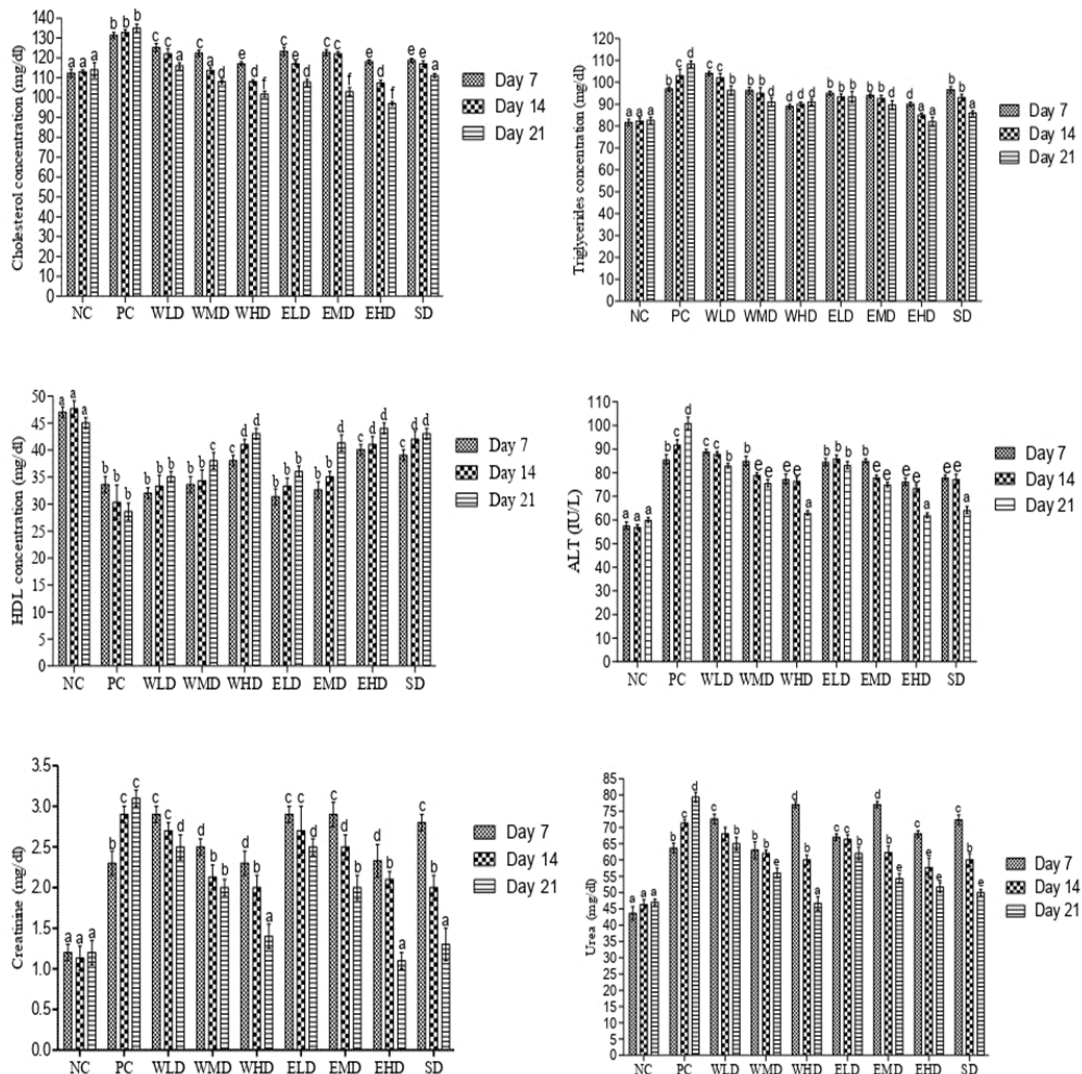 Cholesterol concentration (mg/dl)
140
130
120
110
100
90
80
70
60
50
40
30
20
10
0
a a a b b b c c a c a d e d f c e d c c f e d f e e a
NC PC WLD WMD WHD ELD EMD EHD SD
Day 7
Day 14
Day 21
Triglycerides concentration (mg/dl)
120
110
100
90
80
70
60
50
40
30
20
10
0
a a a b c d c c b b b d d d d b b b b b d d a a b b a
NC PC WLD WMD WHD ELD EMD EHD SD
Day 7
Day 14
Day 21
HDL concentration (mg/dl)
50
45
40
35
30
25
20
15
10
5
0
a a a b b b b b b b b c c d d b b b b b d c d d c d d
NC PC WLD WMD WHD ELD EMD EHD SD
Day 7
Day 14
Day 21
ALT (IU/L)
110
100
90
80
70
60
50
40
30
20
10
0
a a a b c d c c b b e e e e a b b b b e e e e a e e a
NC PC WLD WMD WHD ELD EMD EHD SD
Day 7
Day 14
Day 21
Creatinine (mg/dl)
3.5
3.0
2.5
2.0
1.5
1.0
0.5
0.0
a a a b c c c c d d b b d b a c c d c c b c b a c b a
NC PC WLD WMD WHD ELD EMD EHD SD
Day 7
Day 14
Day 21
Urea (mg/dl)
85
80
75
70
65
60
55
50
45
40
35
30
25
20
15
10
5
0
a a a b c d c b b b b b d b a c c b d b e c b e c b e
NC PC WLD WMD WHD ELD EMD EHD SD
Day 7
Day 14
Day 21